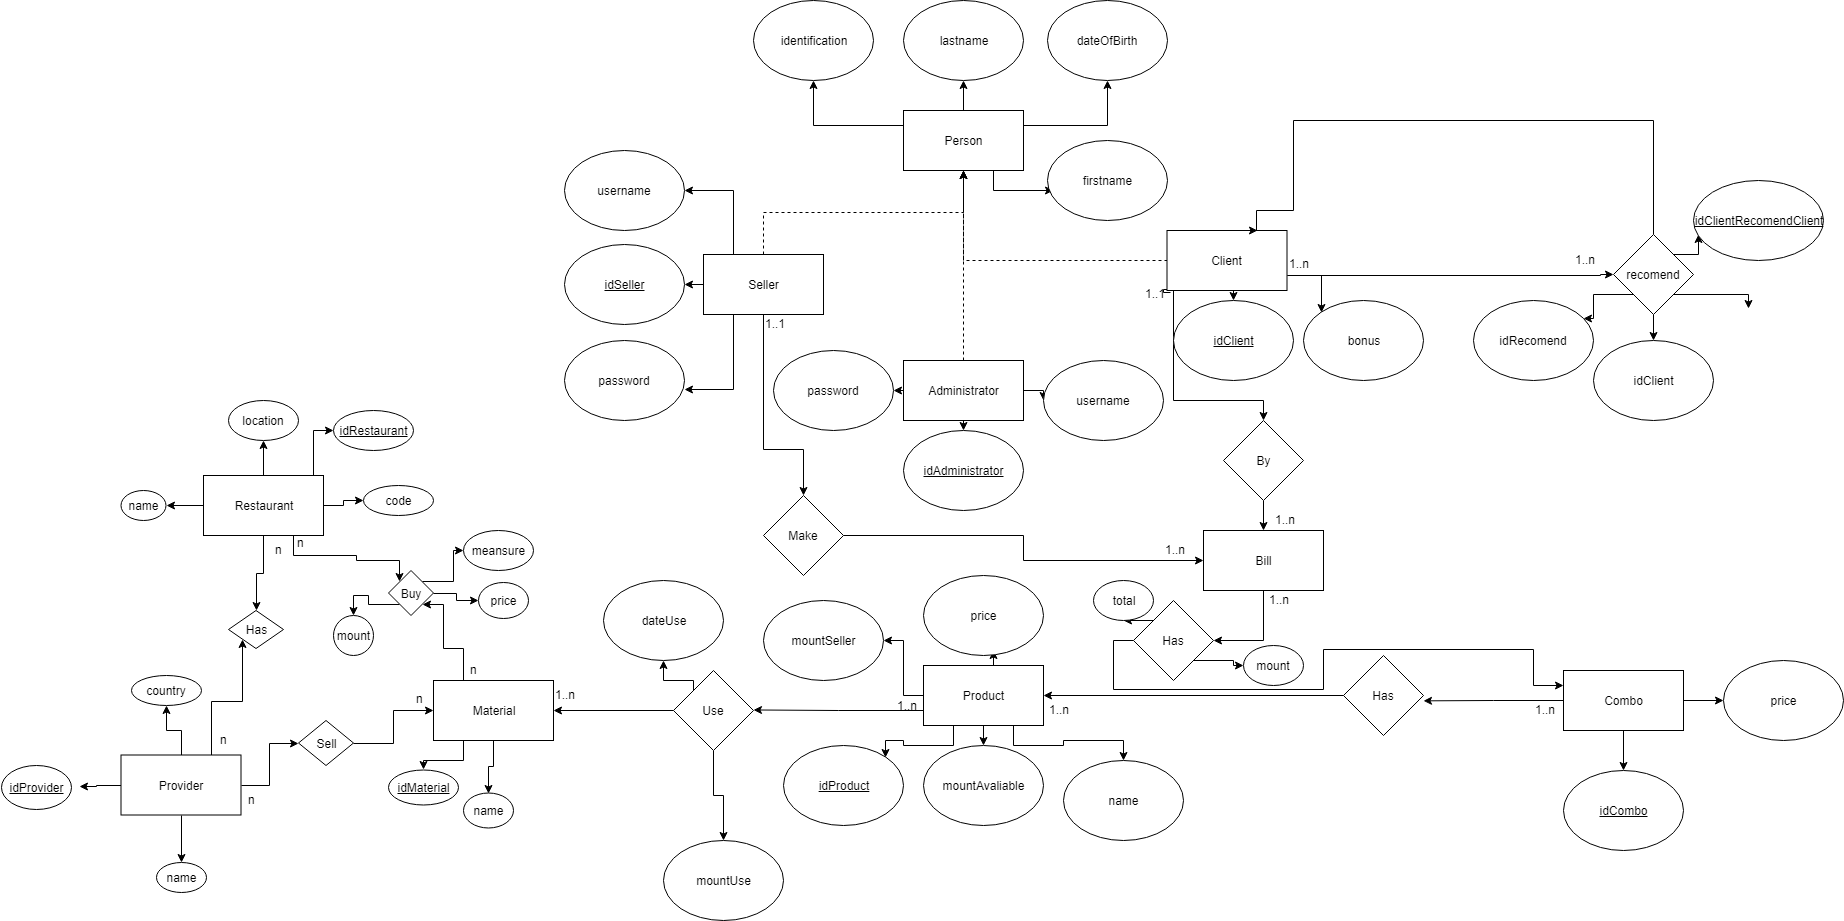 identification
lastname
dateOfBirth
Person
firstname
username
idClientRecomendClient
Client
1..n
1..n
recomend
idSeller
Seller
1..1
1..1
idClient
bonus
idRecomend
password
idClient
password
Administrator
username
location
idRestaurant
idAdministrator
By
name
Restaurant
code
1..n
Make
n
n
meansure
1..n
Bill
Buy
price
total
1..n
dateUse
price
Has
mount
mountSeller
Has
mount
n
country
n
Material
1..n
Use
1..n
Product
1..n
Has
1..n
Combo
price
n
Sell
idProvider
Provider
n
idMaterial
name
idProduct
mountAvaliable
name
idCombo
name
mountUse